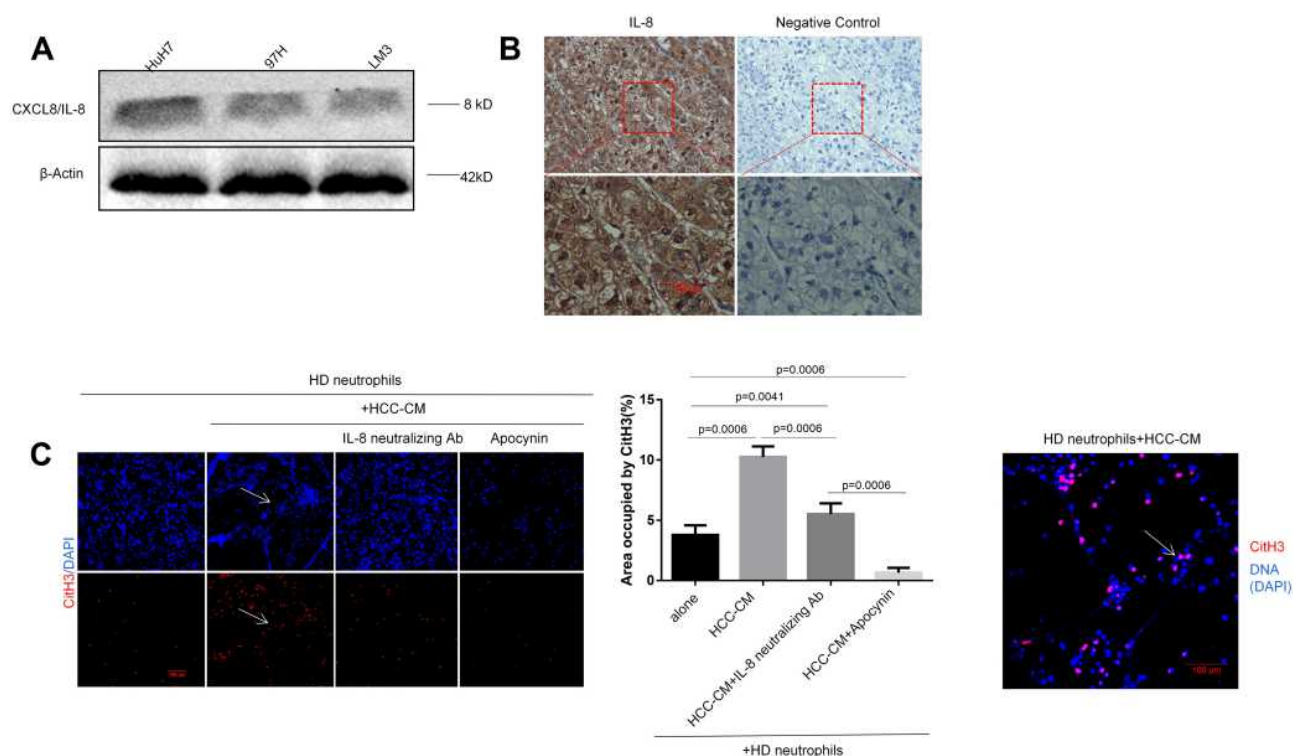 A
HuH7
97H
LM3
CXCL8/IL-8
8 kD
β-Actin
42kD
B
IL-8
Negative Control
C
HD neutrophils
+HCC-CM
IL-8 neutralizing Ab
Apocynin
CitH3/DAPI
p=0.0006
p=0.0041
p=0.0006
p=0.0006
p=0.0006
Area occupied by CitH3(%)
15
10
5
0
alone
HCC-CM
HCC-CM+IL-8 neutralizing Ab
HCC-CM+Apocynin
+HD neutrophils
HD neutrophils+HCC-CM
CitH3
DNA
(DAPI)
100 μm